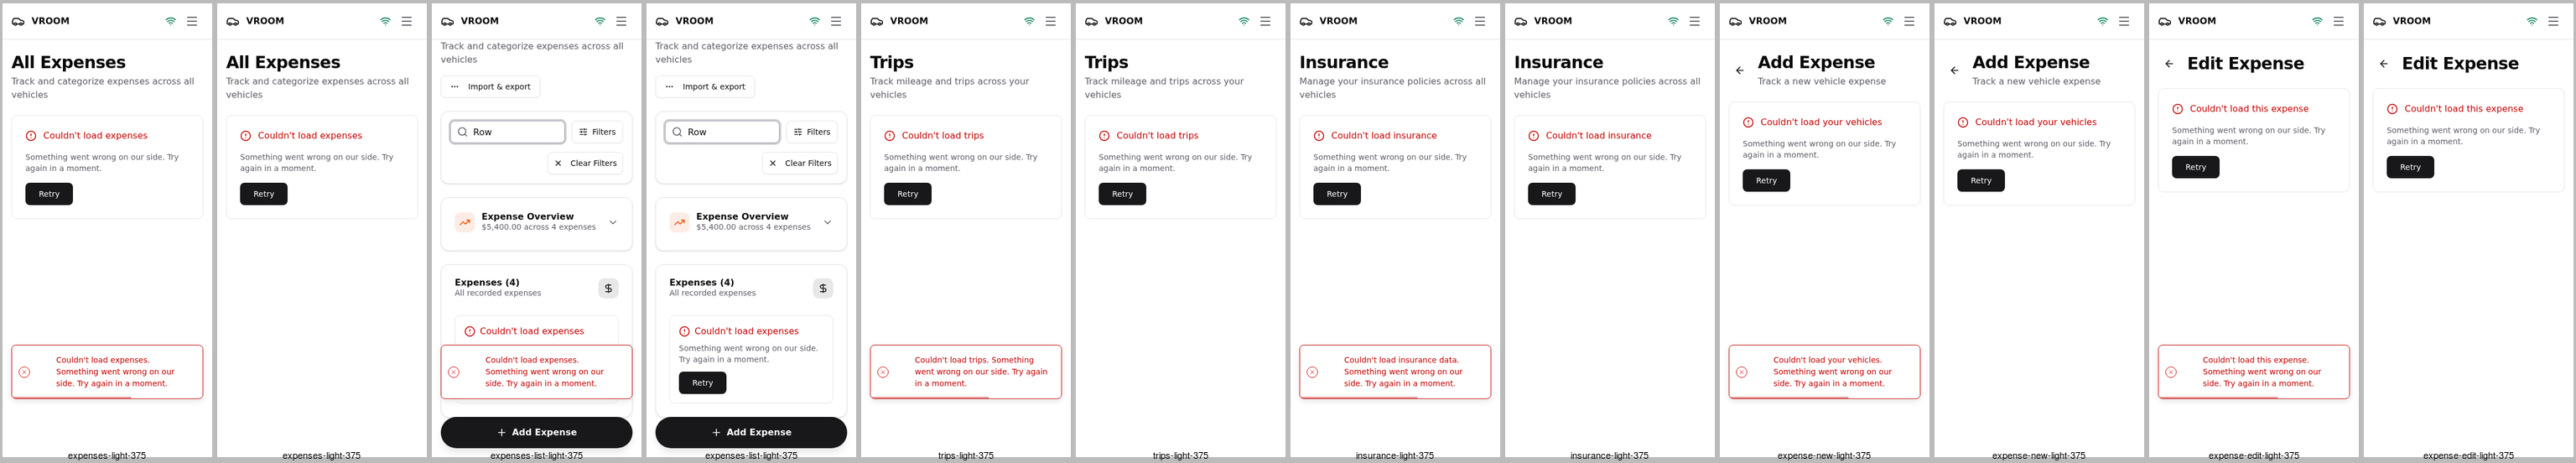 VROOM
All Expenses
Track and categorize expenses across all
vehicles
Couldn't load expenses
Something went wrong on our side. Try
again in a moment.
Retry
Couldn't load expenses.
Something went wrong on our
side. Try again in a moment.
expenses-light-375
VROOM
All Expenses
Track and categorize expenses across all
vehicles
Couldn't load expenses
Something went wrong on our side. Try
again in a moment.
Retry
expenses-light-375
VROOM
Track and categorize expenses across all
vehicles
Import & export
Row
Filters
Clear Filters
Expense Overview
$5,400.00 across 4 expenses
Expenses (4)
All recorded expenses
$
Couldn't load expenses
Couldn't load expenses.
Something went wrong on our
side. Try again in a moment.
Add Expense
expenses-list-light-375
VROOM
Track and categorize expenses across all
vehicles
Import & export
Row
Filters
Clear Filters
Expense Overview
$5,400.00 across 4 expenses
Expenses (4)
All recorded expenses
$
Couldn't load expenses
Something went wrong on our side.
Try again in a moment.
Retry
Add Expense
expenses-list-light-375
VROOM
Trips
Track mileage and trips across your
vehicles
Couldn't load trips
Something went wrong on our side. Try
again in a moment.
Retry
Couldn't load trips. Something
went wrong on our side. Try again
in a moment.
trips-light-375
VROOM
Trips
Track mileage and trips across your
vehicles
Couldn't load trips
Something went wrong on our side. Try
again in a moment.
Retry
trips-light-375
VROOM
Insurance
Manage your insurance policies across all
vehicles
Couldn't load insurance
Something went wrong on our side. Try
again in a moment.
Retry
Couldn't load insurance data.
Something went wrong on our
side. Try again in a moment.
insurance-light-375
VROOM
Insurance
Manage your insurance policies across all
vehicles
Couldn't load insurance
Something went wrong on our side. Try
again in a moment.
Retry
insurance-light-375
VROOM
Add Expense
Track a new vehicle expense
Couldn't load your vehicles
Something went wrong on our side. Try
again in a moment.
Retry
Couldn't load your vehicles.
Something went wrong on our
side. Try again in a moment.
expense-new-light-375
VROOM
Add Expense
Track a new vehicle expense
Couldn't load your vehicles
Something went wrong on our side. Try
again in a moment.
Retry
expense-new-light-375
VROOM
Edit Expense
Couldn't load this expense
Something went wrong on our side. Try
again in a moment.
Retry
Couldn't load this expense.
Something went wrong on our
side. Try again in a moment.
expense-edit-light-375
VROOM
Edit Expense
Couldn't load this expense
Something went wrong on our side. Try
again in a moment.
Retry
expense-edit-light-375